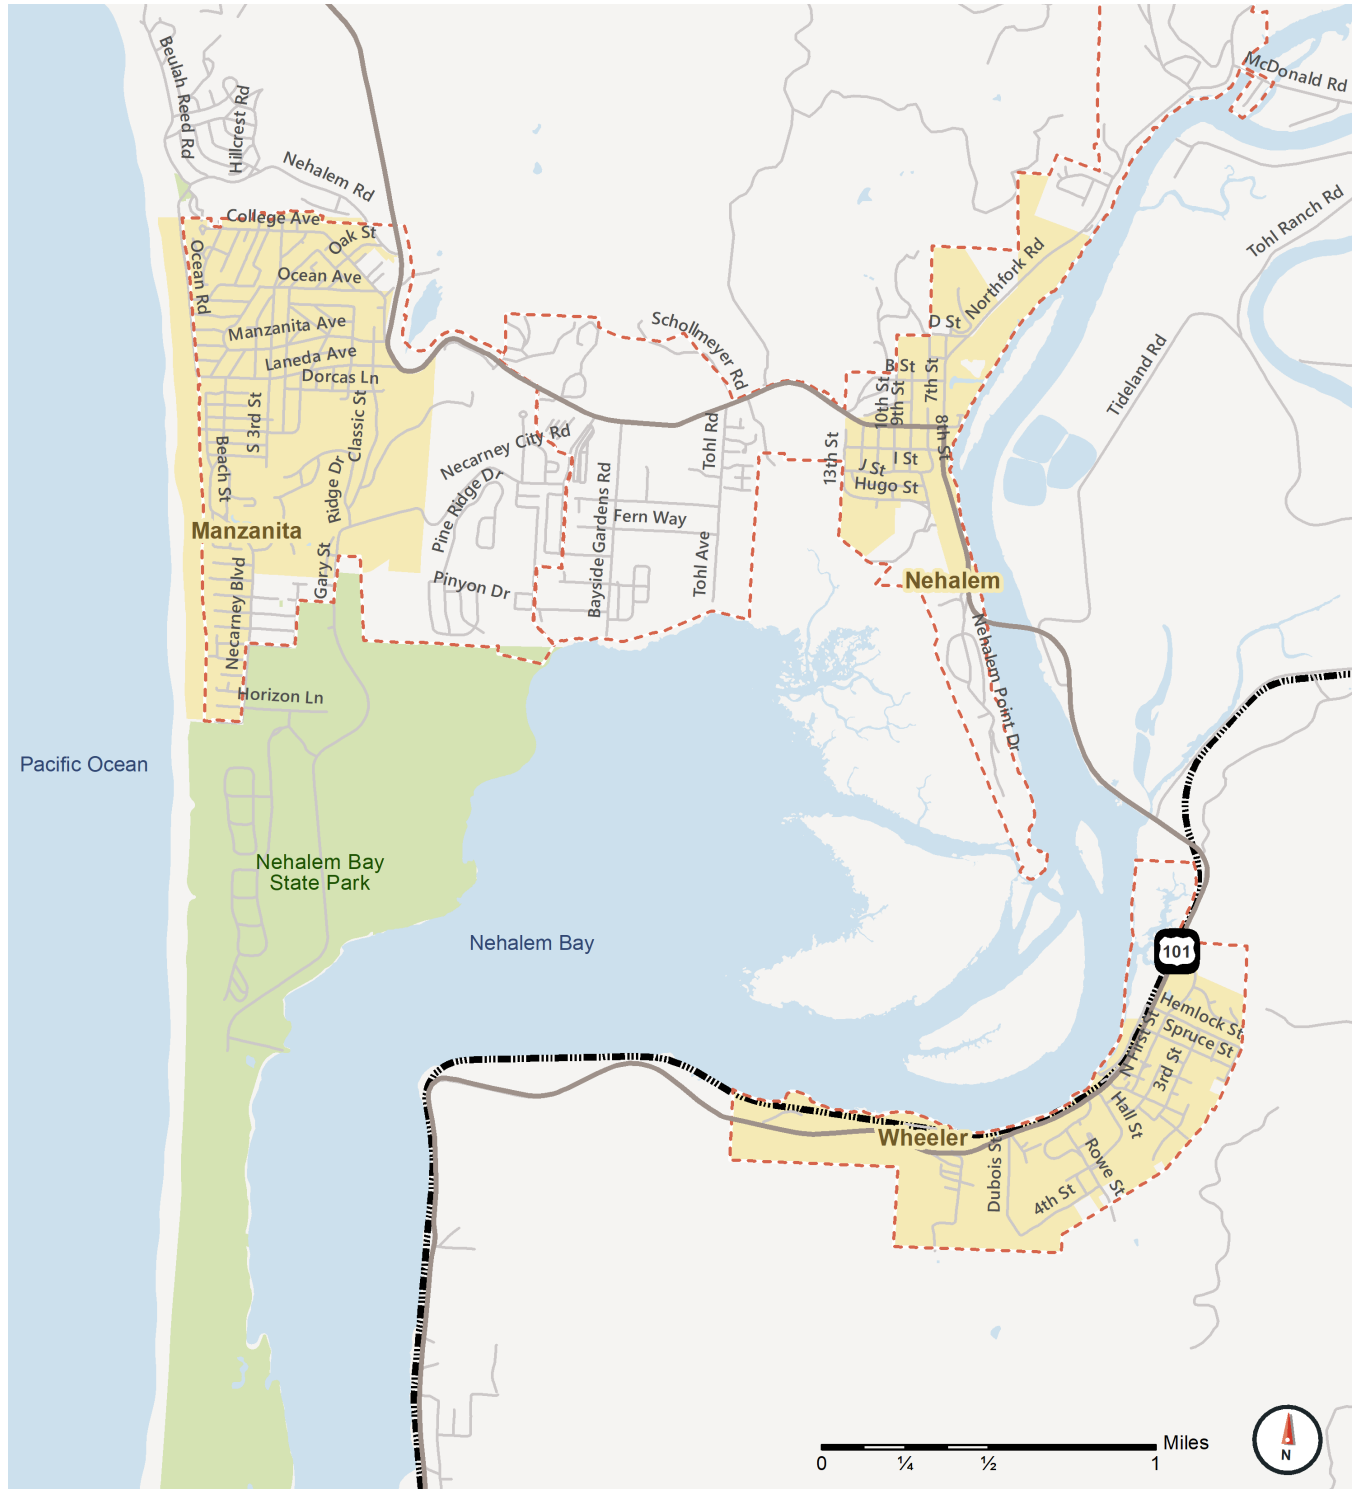 McDonald Rd
Beulah Reed Rd
Hillcrest Rd
Nehalem Rd
Tohl Ranch Rd
College Ave
Oak St
Ocean Rd
Ocean Ave
Northfork Rd
Manzanita Ave
Schollmeyer Rd
D St
Laneda Ave
Dorcas Ln
B St
7th St
Tideland Rd
10th St
9th St
S 3rd St
Classic St
Necarney City Rd
Tohl Rd
13th St
8th St
I St
J St
Hugo St
Beach St
Ridge Dr
Pine Ridge Dr
Bayside Gardens Rd
Fern Way
Manzanita
Tohl Ave
Nehalem
Gary St
Pinyon Dr
Necarney Blvd
Nehalem Point Dr
Horizon Ln
Pacific Ocean
Nehalem Bay
State Park
Nehalem Bay
101
Hemlock St
Spruce St
N First St
3rd St
Hall St
Wheeler
Dubois St
Rowe St
4th St
Miles
0 ¼ ½ 1
N